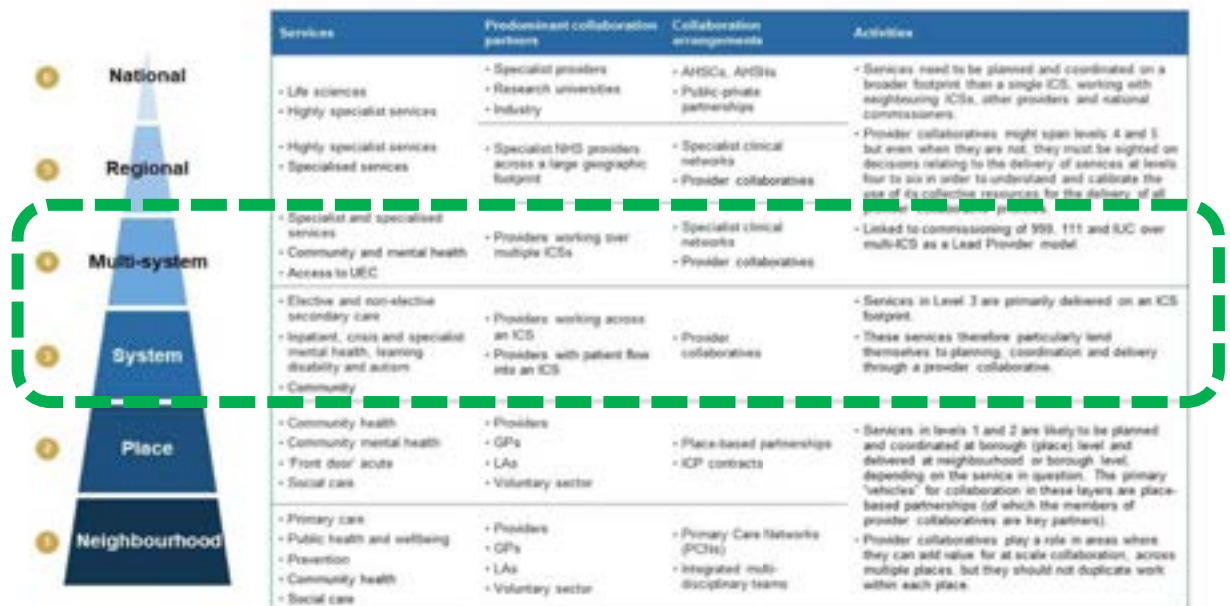 Services
Predominant collaboration
partners
Collaboration
arrangements
Activities
6
National
• Life sciences
• Highly specialist services
• Specialist providers
• Research universities
• Industry
• AHSCs, AHSNs
• Public-private
partnerships
• Services need to be planned and coordinated on a
broader footprint than a single ICS, working with
neighbouring ICSs, other providers and national
commissioners.
• Provider collaboratives might span levels 4 and 5
but even when they are not, they must be sighted on
decisions relating to the delivery of services at levels
four to six in order to understand and calibrate the
use of its collective resources for the delivery of all
provider collaborative priorities
5
Regional
• Highly specialist services
• Specialised services
• Specialist NHS providers
across a large geographic
footprint
• Specialist clinical
networks
• Provider collaboratives
4
Multi-system
• Specialist and specialised
services
• Community and mental health
• Access to UEC
• Providers working over
multiple ICSs
• Specialist clinical
networks
• Provider collaboratives
• Linked to commissioning of 999, 111 and IUC over
multi-ICS as a Lead Provider model
3
System
• Elective and non-elective
secondary care
• Inpatient, crisis and specialist
mental health, learning
disability and autism
• Community
• Providers working across
an ICS
• Providers with patient flow
into an ICS
• Provider
collaboratives
• Services in Level 3 are primarily delivered on an ICS
footprint.
• These services therefore particularly lend
themselves to planning, coordination and delivery
through a provider collaborative.
2
Place
• Community health
• Community mental health
• 'Front door' acute
• Social care
• Providers
• GPs
• LAs
• Voluntary sector
• Place-based partnerships
• ICP contracts
• Services in levels 1 and 2 are likely to be planned
and coordinated at borough (place) level and
delivered at neighbourhood or borough level,
depending on the service in question. The primary
'vehicles' for collaboration in these layers are place-
based partnerships (of which the members of
provider collaboratives are key partners).
• Provider collaboratives play a role in areas where
they can add value for at scale collaboration, across
multiple places, but they should not duplicate work
within each place.
1
Neighbourhood
• Primary care
• Public health and wellbeing
• Prevention
• Community health
• Social care
• Providers
• GPs
• LAs
• Voluntary sector
• Primary Care Networks
(PCNs)
• Integrated multi-
disciplinary teams